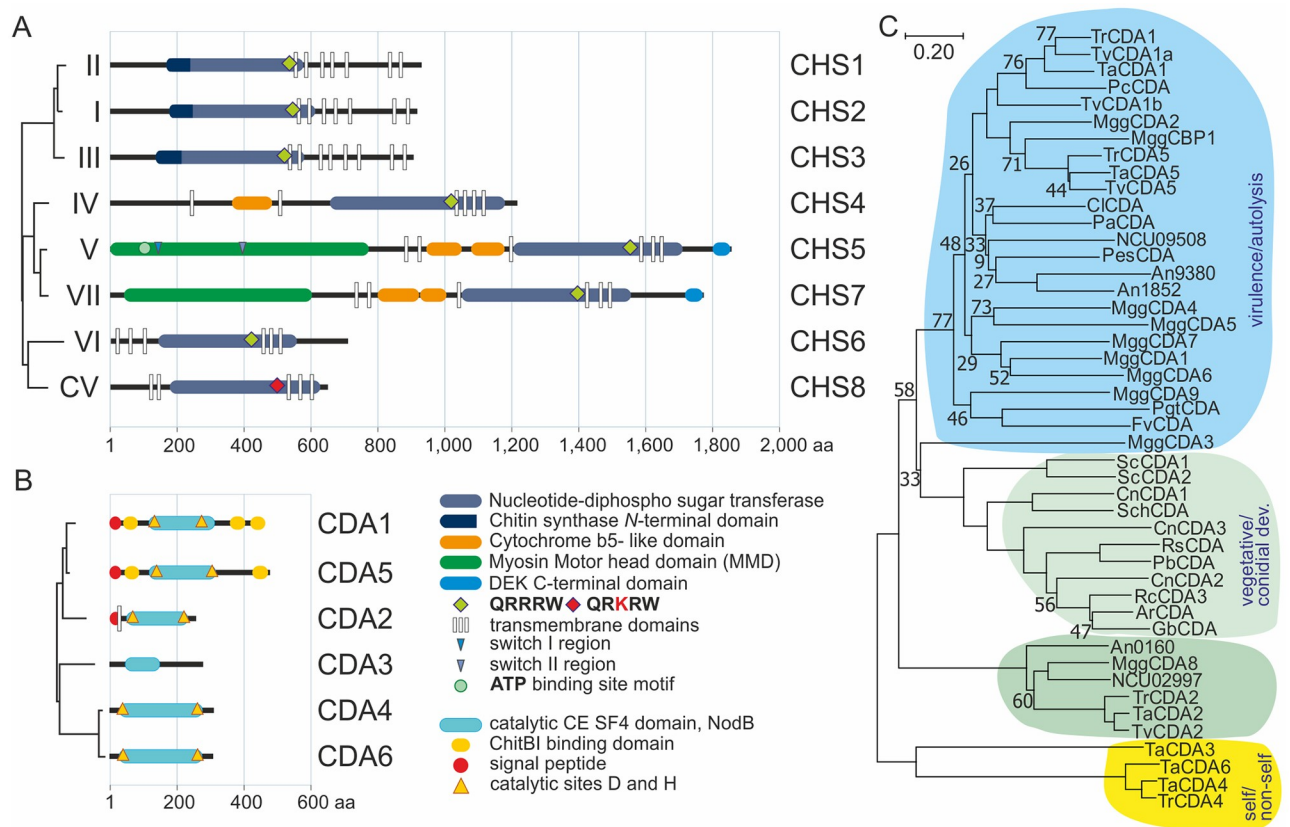 A
II CHS1
I CHS2
III CHS3
IV CHS4
V CHS5
VII CHS7
VI CHS6
CV CHS8
1 200 400 600 800 1,000 1,200 1,400 1,600 1,800 2,000 aa
B
CDA1
CDA5
CDA2
CDA3
CDA4
CDA6
1 200 400 600 aa
Nucleotide-diphospho sugar transferase
Chitin synthase N-terminal domain
Cytochrome b5- like domain
Myosin Motor head domain (MMD)
DEK C-terminal domain
QRRRW QRKRW
transmembrane domains
switch I region
switch II region
ATP binding site motif
catalytic CE SF4 domain, NodB
ChitBI binding domain
signal peptide
catalytic sites D and H
C
0.20
77
TrCDA1
TvCDA1a
76
TaCDA1
PcCDA
TvCDA1b
MggCDA2
MggCBP1
26
71
TrCDA5
TaCDA5
44
TvCDA5
37
ClCDA
PaCDA
48
33
NCU09508
9
PesCDA
27
An9380
An1852
73
MggCDA4
77
MggCDA5
MggCDA7
29
MggCDA1
52
MggCDA6
58
MggCDA9
46
PgtCDA
FvCDA
MggCDA3
33
ScCDA1
ScCDA2
CnCDA1
SchCDA
CnCDA3
RsCDA
PbCDA
CnCDA2
56
RcCDA3
ArCDA
47
GbCDA
An0160
MggCDA8
NCU02997
60
TrCDA2
TaCDA2
TvCDA2
TaCDA3
TaCDA6
TaCDA4
TrCDA4
virulence/autolysis
vegetative/
conidial dev.
self/
non-self